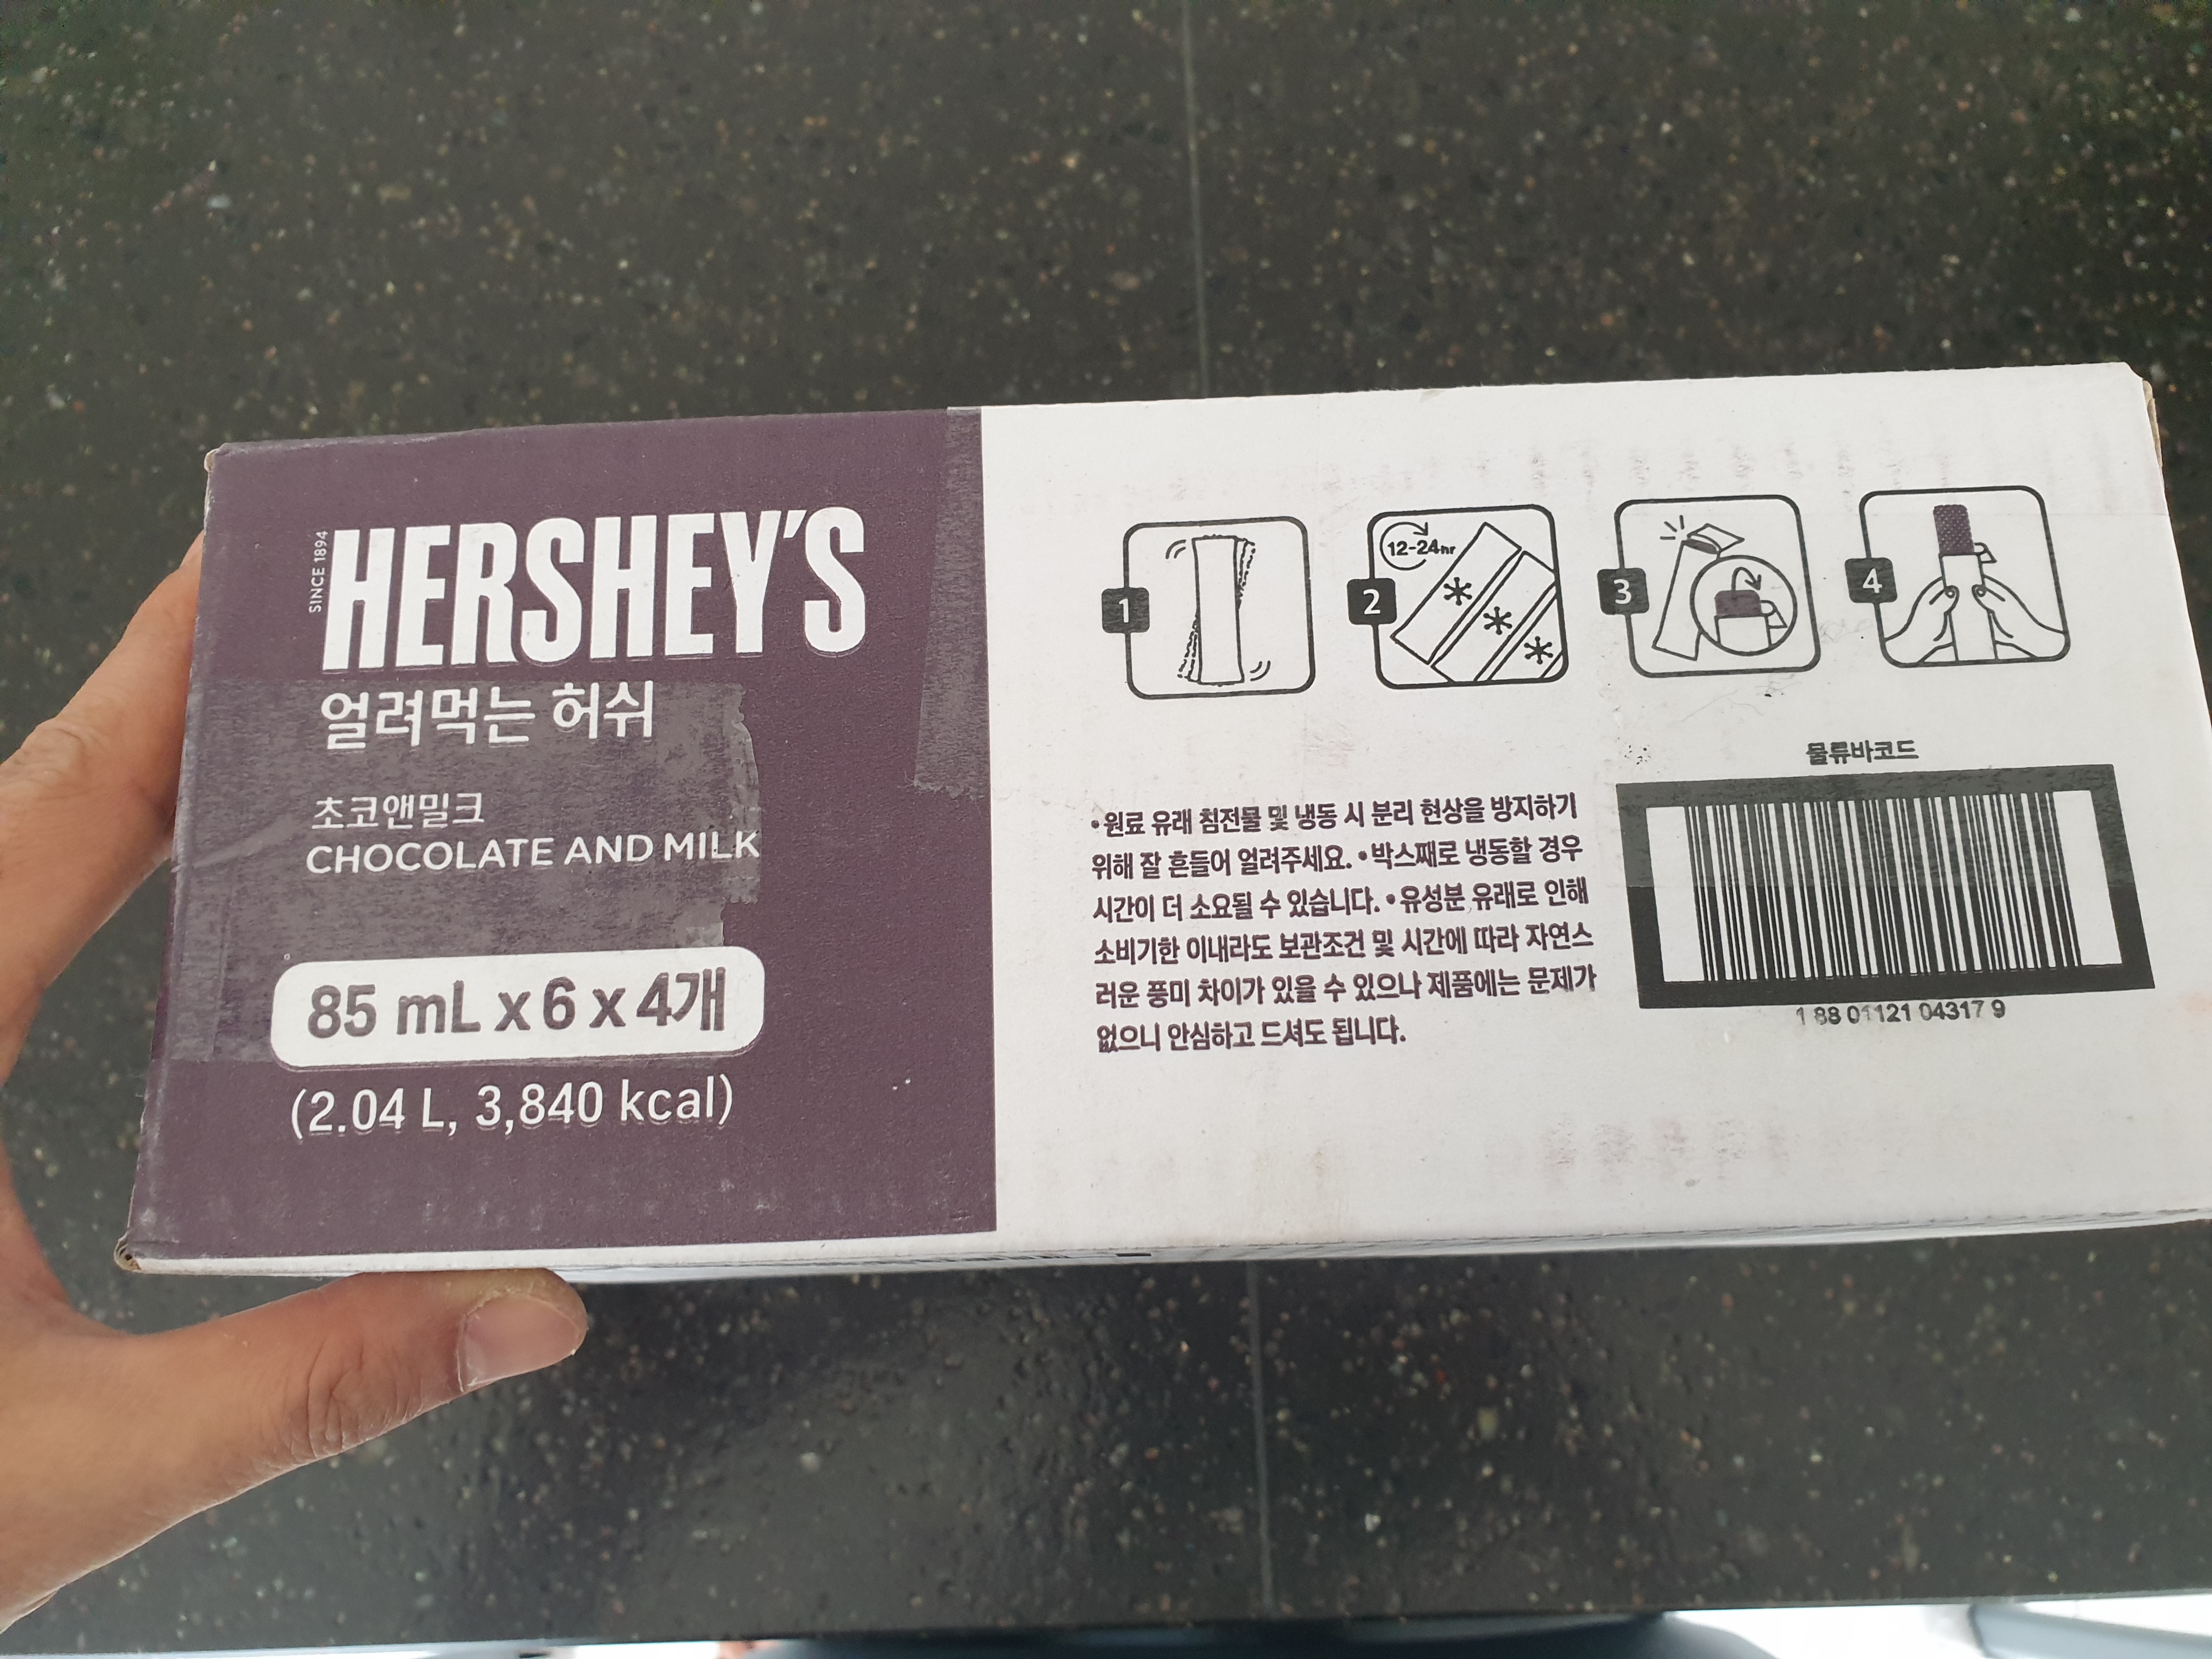 SINCE 1894
HERSHEY'S
얼려먹는 허쉬
초코앤밀크
CHOCOLATE AND MILK
85 mL x 6 x 4개
(2.04 L, 3,840 kcal)
1
2
12-24hr
3
4
•원료 유래 침전물 및 냉동 시 분리 현상을 방지하기
위해 잘 흔들어 얼려주세요. •박스째로 냉동할 경우
시간이 더 소요될 수 있습니다. •유성분 유래로 인해
소비기한 이내라도 보관조건 및 시간에 따라 자연스
러운 풍미 차이가 있을 수 있으나 제품에는 문제가
없으니 안심하고 드셔도 됩니다.
물류바코드
1 88 01121 04317 9